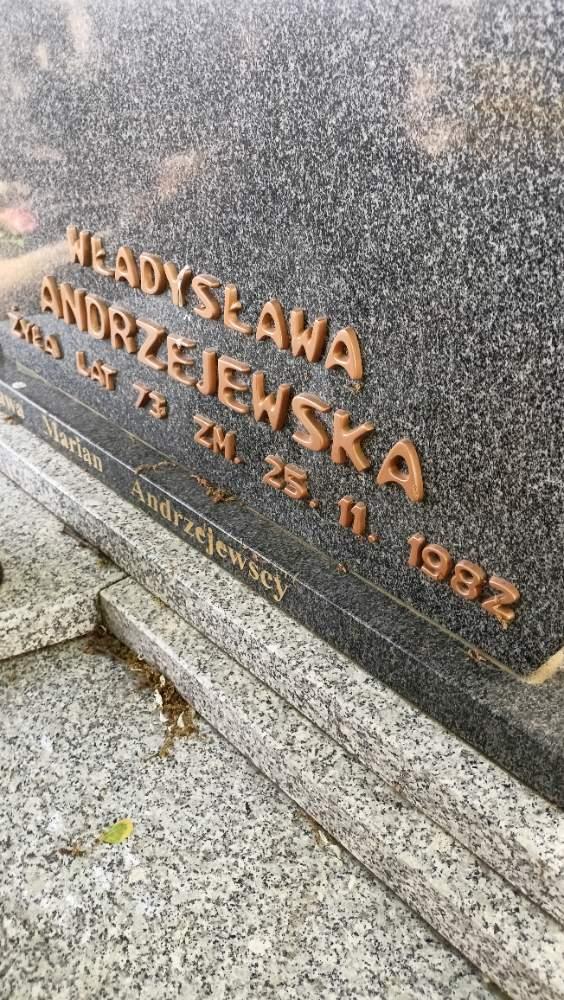 WŁADYSŁAWA
ANDRZEJEWSKA
ŻYŁA LAT 73 ZM. 25. 11. 1982
Marian Andrzejewscy